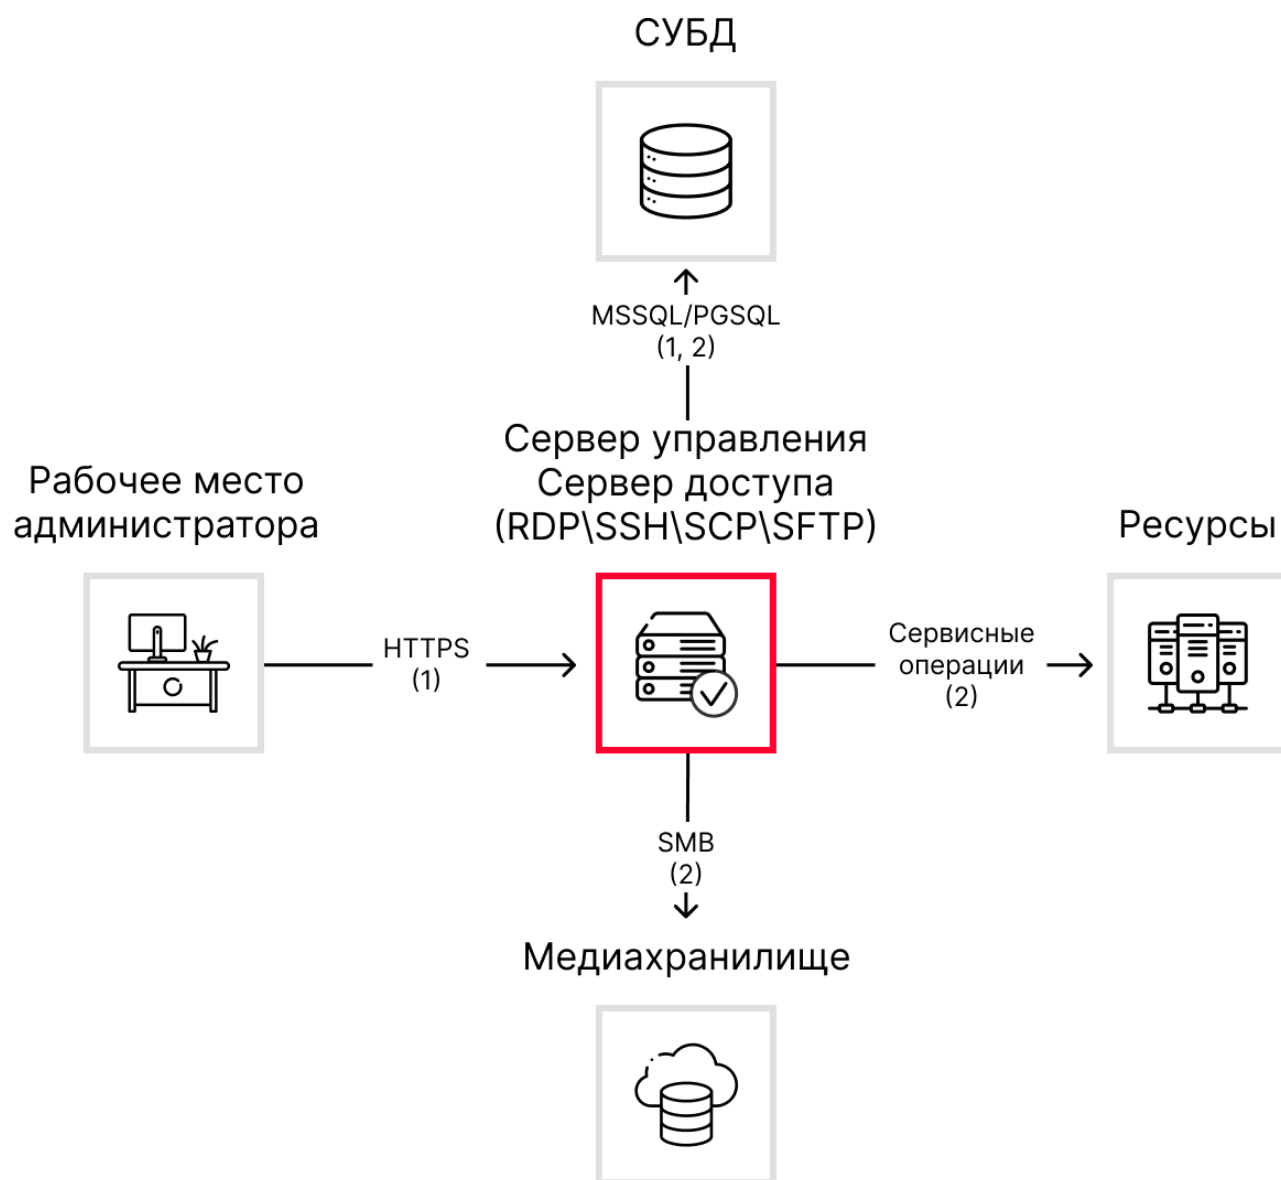 СУБД
MSSQL/PGSQL
(1, 2)
Сервер управления
Сервер доступа
(RDP\SSH\SCP\SFTP)
Рабочее место
администратора
Ресурсы
HTTPS
(1)
Сервисные
операции
(2)
SMB
(2)
Медиахранилище